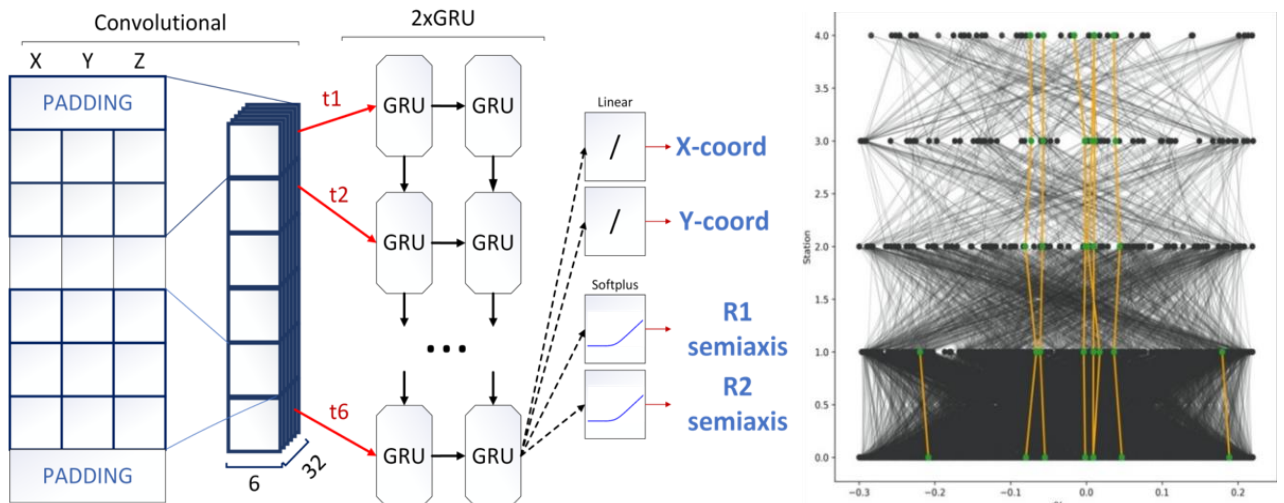 Convolutional
2xGRU
X Y Z
PADDING
PADDING
6
32
t1
t2
t6
GRU GRU
GRU GRU
...
GRU GRU
Linear
/
X-coord
/
Y-coord
Softplus
R1
semiaxis
R2
semiaxis
Station
4.0
3.5
3.0
2.5
2.0
1.5
1.0
0.5
0.0
−0.3 −0.2 −0.1 0.0 0.1 0.2